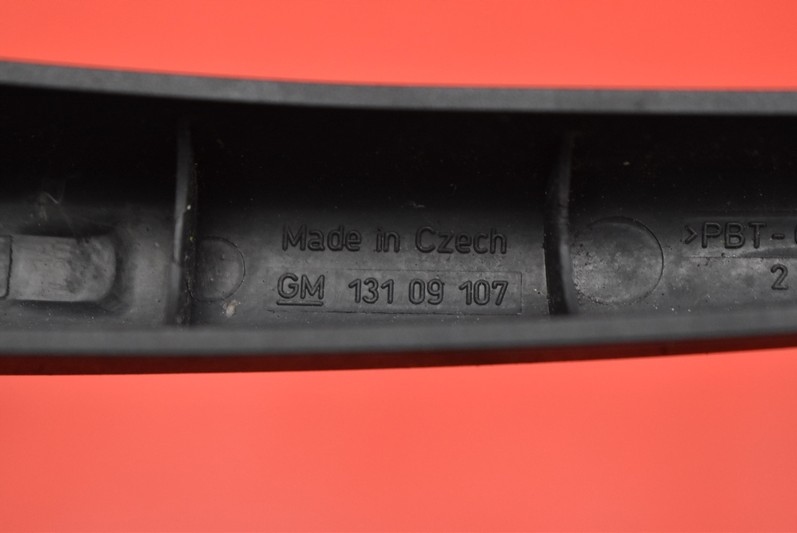 Made in Czech
GM 131 09 107
>PBT-
2